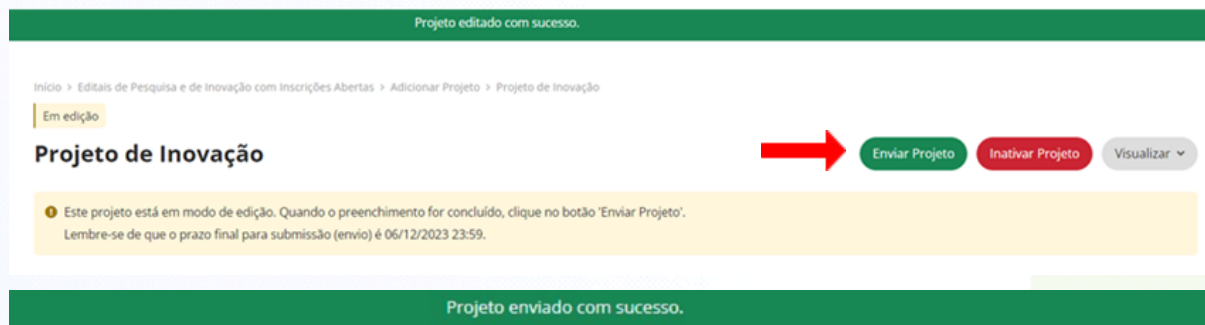 Projeto editado com sucesso.
Início > Editais de Pesquisa e de Inovação com Inscrições Abertas > Adicionar Projeto > Projeto de Inovação
Em edição
Projeto de Inovação
Enviar Projeto
Inativar Projeto
Visualizar
Este projeto está em modo de edição. Quando o preenchimento for concluído, clique no botão 'Enviar Projeto'.
Lembre-se de que o prazo final para submissão (envio) é 06/12/2023 23:59.
Projeto enviado com sucesso.